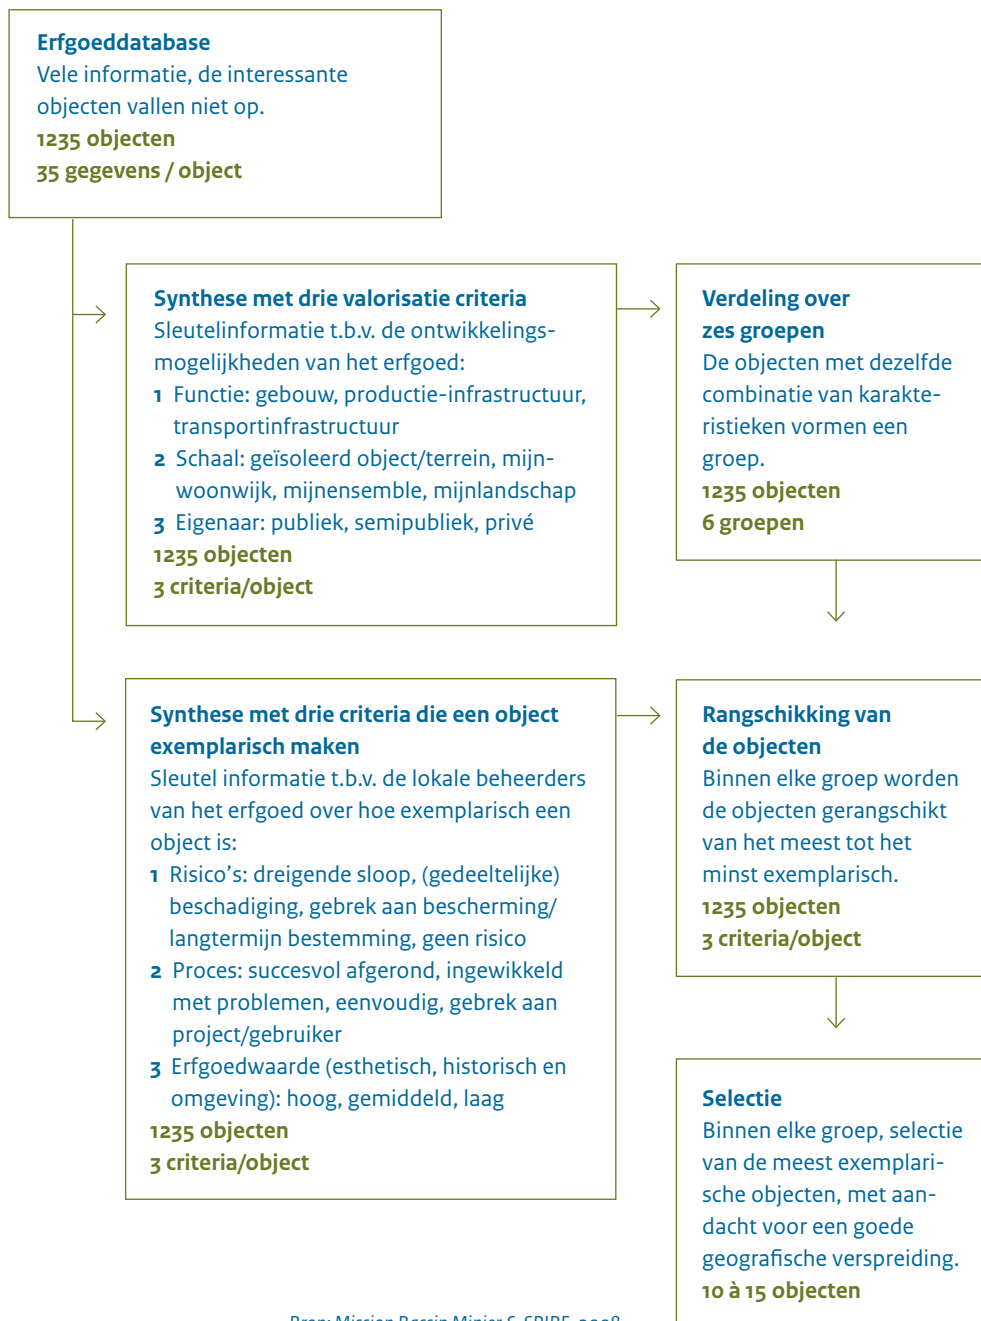 Erfgoeddatabase
Vele informatie, de interessante
objecten vallen niet op.
1235 objecten
35 gegevens / object
Synthese met drie valorisatie criteria
Sleutelinformatie t.b.v. de ontwikkelings-
mogelijkheden van het erfgoed:
1 Functie: gebouw, productie-infrastructuur,
transportinfrastructuur
2 Schaal: geïsoleerd object/terrein, mijn-
woonwijk, mijnensemble, mijnlandschap
3 Eigenaar: publiek, semipubliek, privé
1235 objecten
3 criteria/object
Verdeling over
zes groepen
De objecten met dezelfde
combinatie van karakte-
ristieken vormen een
groep.
1235 objecten
6 groepen
Synthese met drie criteria die een object
exemplarisch maken
Sleutel informatie t.b.v. de lokale beheerders
van het erfgoed over hoe exemplarisch een
object is:
1 Risico's: dreigende sloop, (gedeeltelijke)
beschadiging, gebrek aan bescherming/
langtermijn bestemming, geen risico
2 Proces: succesvol afgerond, ingewikkeld
met problemen, eenvoudig, gebrek aan
project/gebruiker
3 Erfgoedwaarde (esthetisch, historisch en
omgeving): hoog, gemiddeld, laag
1235 objecten
3 criteria/object
Rangschikking van
de objecten
Binnen elke groep worden
de objecten gerangschikt
van het meest tot het
minst exemplarisch.
1235 objecten
3 criteria/object
Selectie
Binnen elke groep, selectie
van de meest exemplari-
sche objecten, met aan-
dacht voor een goede
geografische verspreiding.
10 à 15 objecten
Bron: Mission Bassin Minier &